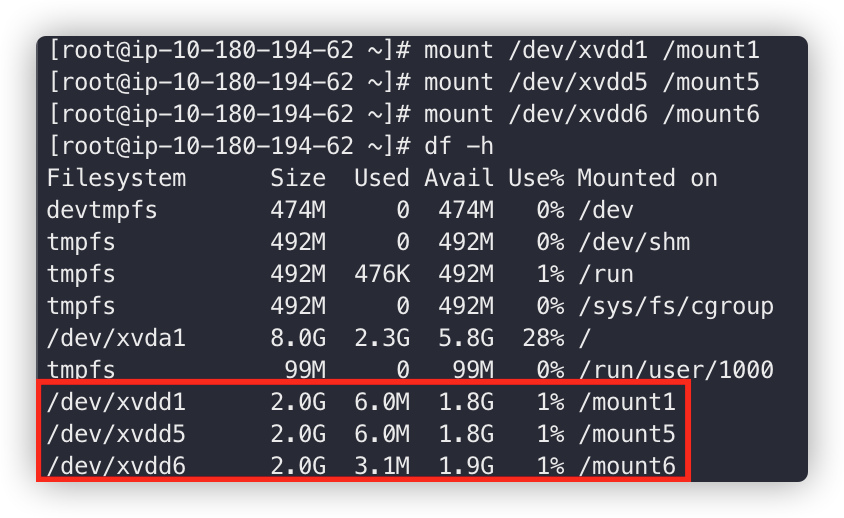 [root@ip-10-180-194-62 ~]# mount /dev/xvdd1 /mount1
[root@ip-10-180-194-62 ~]# mount /dev/xvdd5 /mount5
[root@ip-10-180-194-62 ~]# mount /dev/xvdd6 /mount6
[root@ip-10-180-194-62 ~]# df -h
Filesystem      Size  Used Avail Use% Mounted on
devtmpfs        474M     0  474M   0% /dev
tmpfs           492M     0  492M   0% /dev/shm
tmpfs           492M  476K  492M   1% /run
tmpfs           492M     0  492M   0% /sys/fs/cgroup
/dev/xvda1      8.0G  2.3G  5.8G  28% /
tmpfs            99M     0   99M   0% /run/user/1000
/dev/xvdd1      2.0G  6.0M  1.8G   1% /mount1
/dev/xvdd5      2.0G  6.0M  1.8G   1% /mount5
/dev/xvdd6      2.0G  3.1M  1.9G   1% /mount6